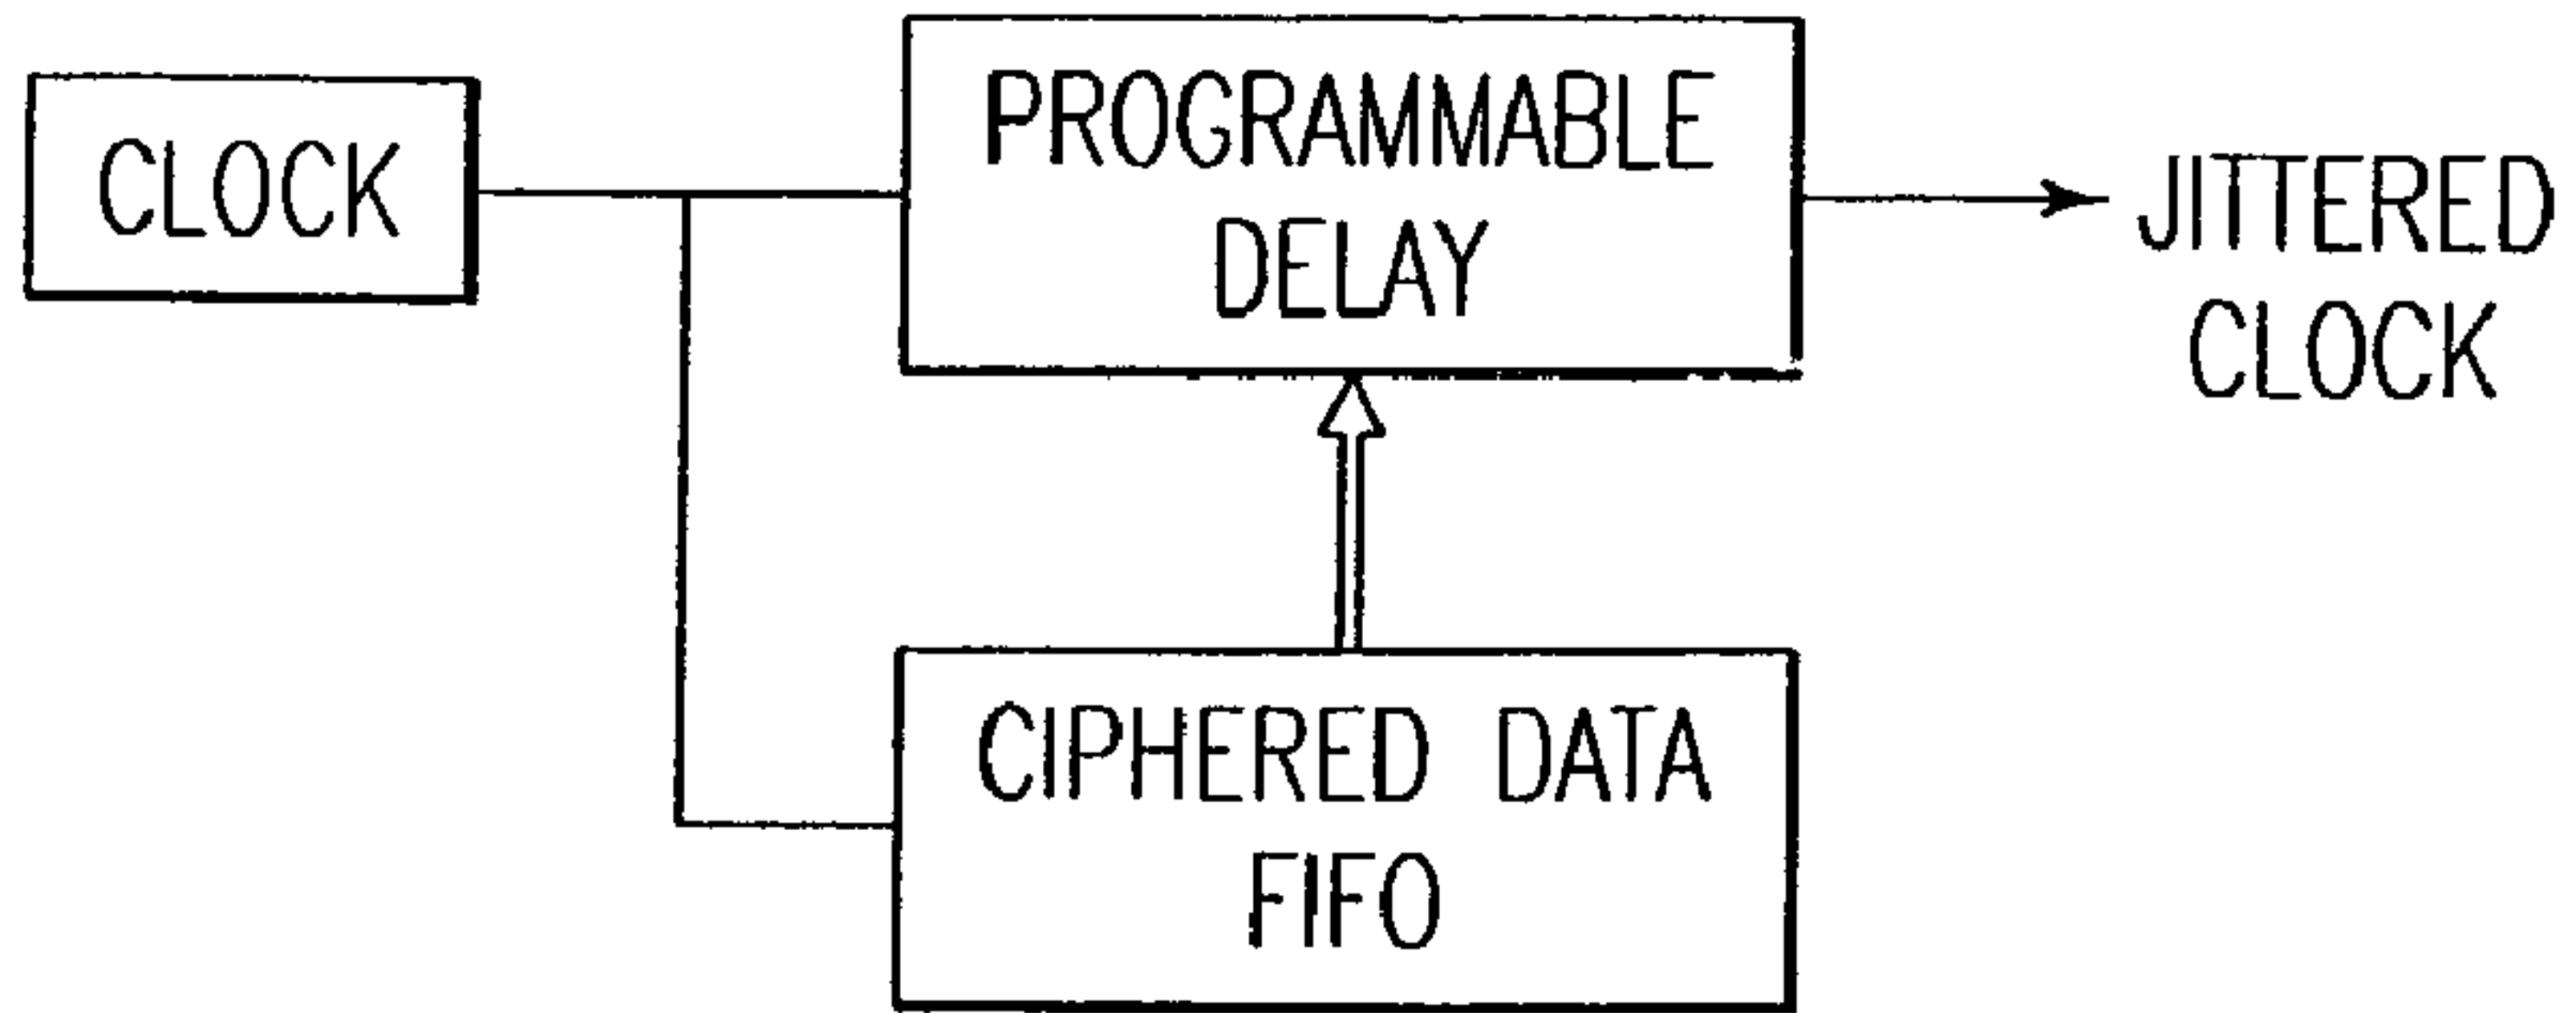 CLOCK
PROGRAMMABLE
DELAY
JITTERED
CLOCK
CIPHERED DATA
FIFO